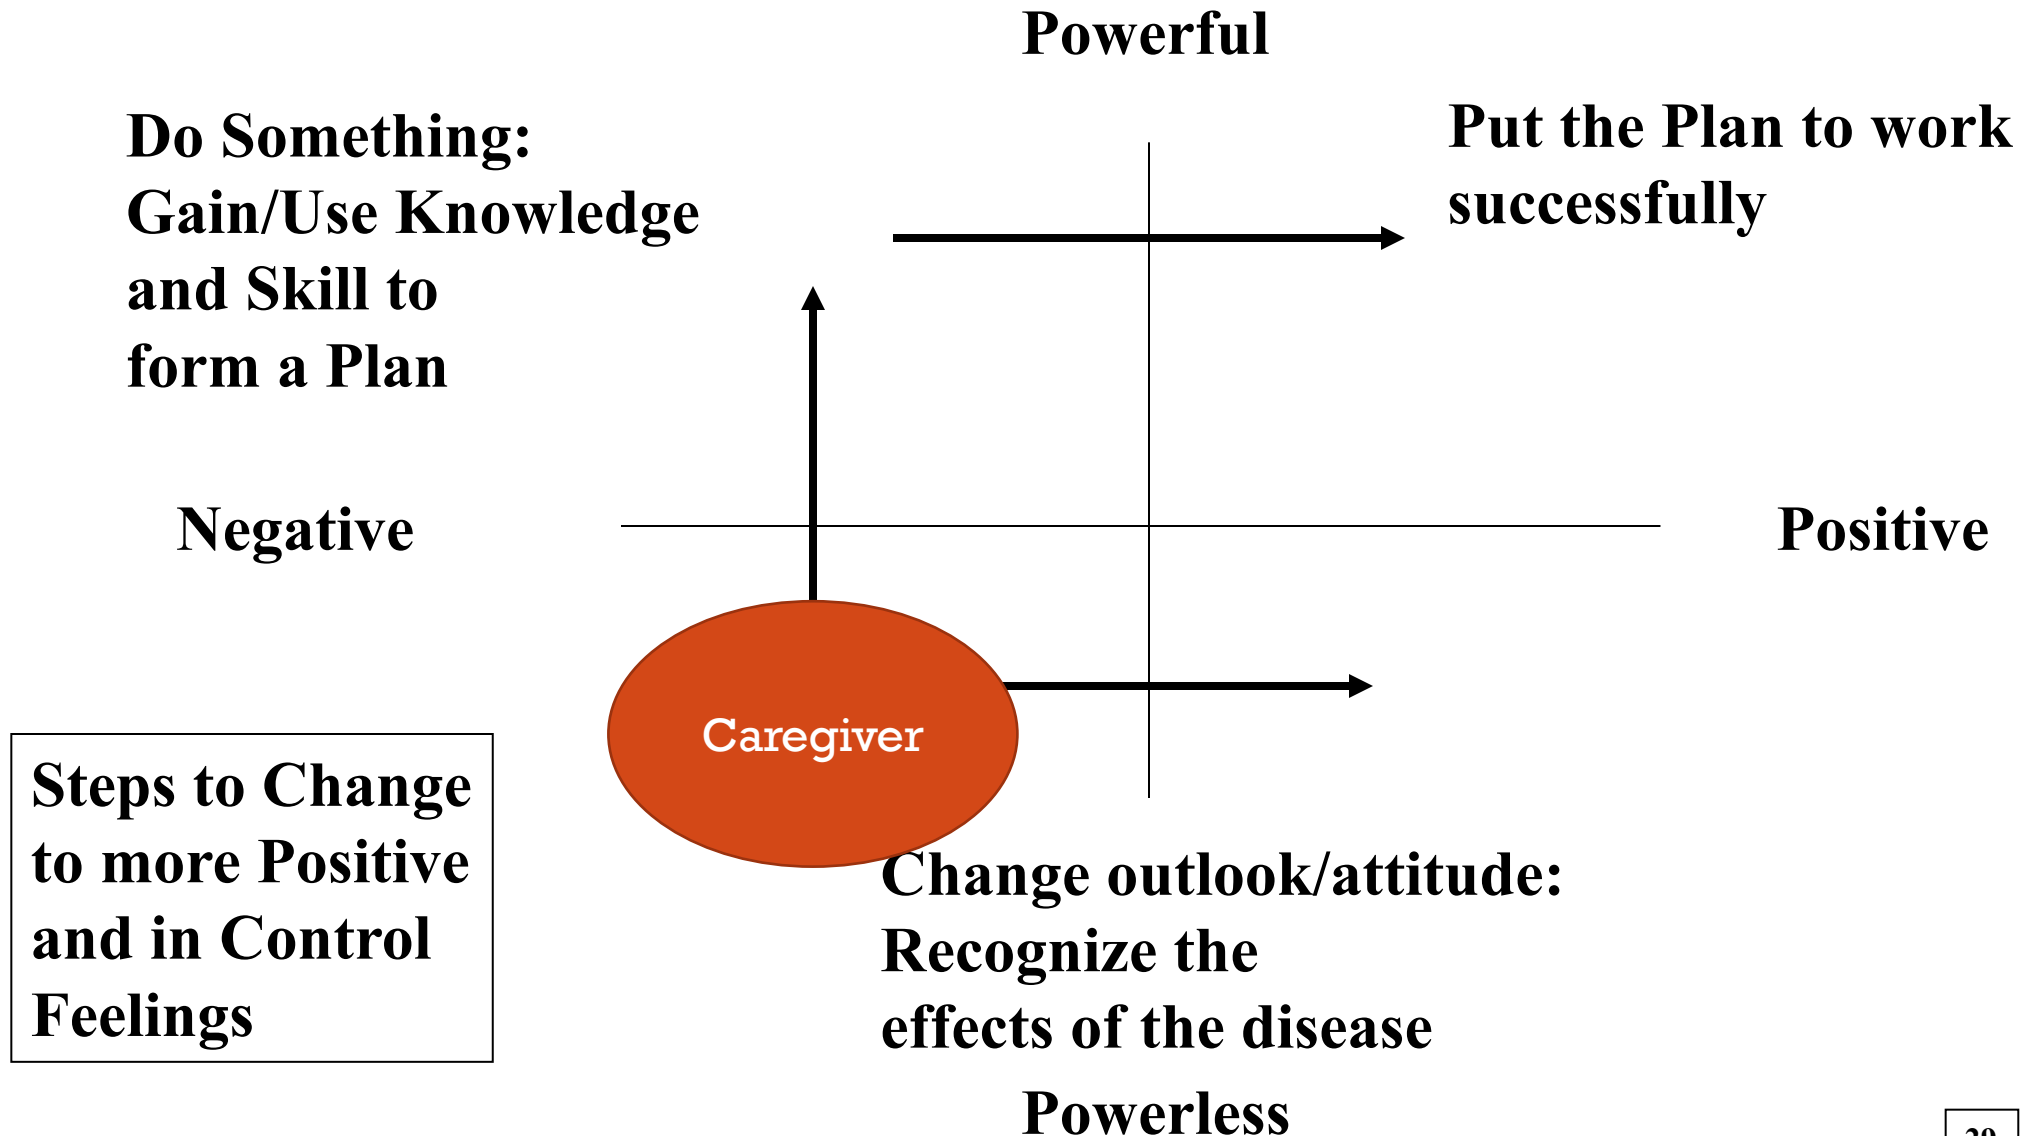 Powerful
Do Something:
Gain/Use Knowledge
and Skill to
form a Plan
Put the Plan to work
successfully
Negative
Positive
Caregiver
Steps to Change
to more Positive
and in Control
Feelings
Change outlook/attitude:
Recognize the
effects of the disease
Powerless